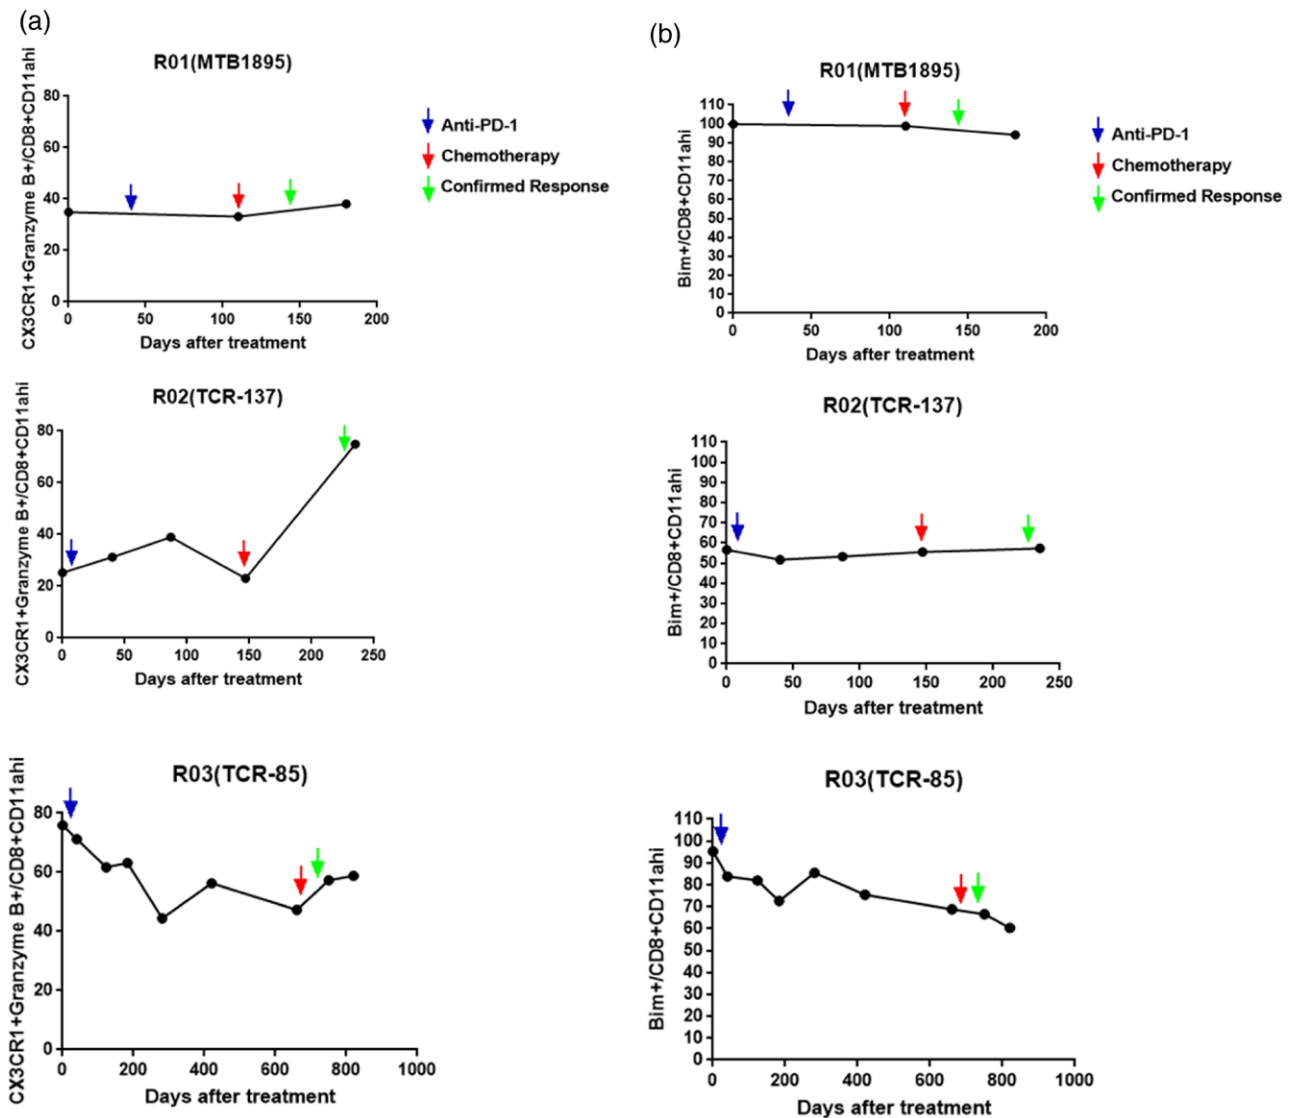 (a)
R01(MTB1895)
CX3CR1+Granzyme B+/CD8+CD11ahi
80
60
40
20
0
0 50 100 150 200
Days after treatment
Anti-PD-1
Chemotherapy
Confirmed Response
R02(TCR-137)
CX3CR1+Granzyme B+/CD8+CD11ahi
80
60
40
20
0
0 50 100 150 200 250
Days after treatment
R03(TCR-85)
CX3CR1+Granzyme B+/CD8+CD11ahi
80
60
40
20
0
0 200 400 600 800 1000
Days after treatment
(b)
R01(MTB1895)
Bim+/CD8+CD11ahi
110
100
90
80
70
60
50
40
30
20
10
0
0 50 100 150 200
Days after treatment
Anti-PD-1
Chemotherapy
Confirmed Response
R02(TCR-137)
Bim+/CD8+CD11ahi
110
100
90
80
70
60
50
40
30
20
10
0
0 50 100 150 200 250
Days after treatment
R03(TCR-85)
Bim+/CD8+CD11ahi
110
100
90
80
70
60
50
40
30
20
10
0
0 200 400 600 800 1000
Days after treatment